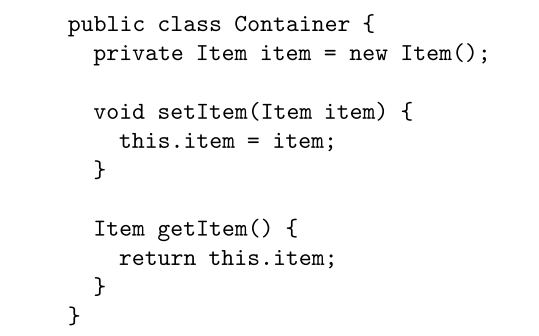 public class Container {
  private Item item = new Item();

  void setItem(Item item) {
    this.item = item;
  }

  Item getItem() {
    return this.item;
  }
}